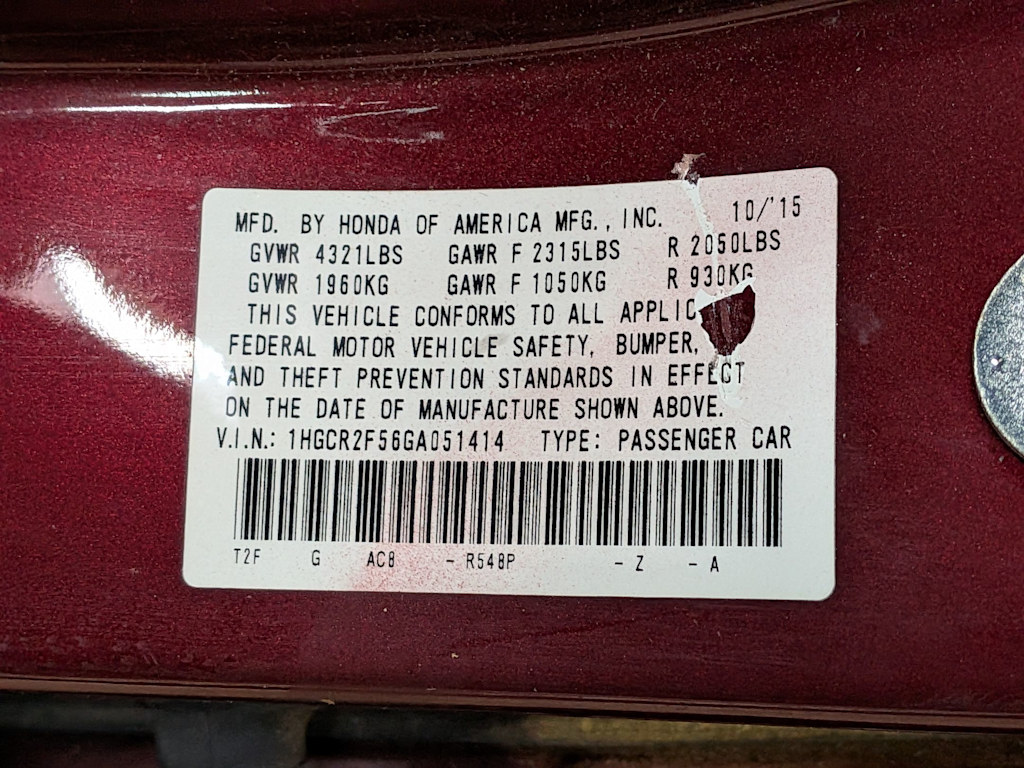 MFD. BY HONDA OF AMERICA MFG., INC. 10/'15
GVWR 4321LBS GAWR F 2315LBS R 2050LBS
GVWR 1960KG GAWR F 1050KG R 930KG
THIS VEHICLE CONFORMS TO ALL APPLIC
FEDERAL MOTOR VEHICLE SAFETY, BUMPER,
AND THEFT PREVENTION STANDARDS IN EFFECT
ON THE DATE OF MANUFACTURE SHOWN ABOVE.
V.I.N.: 1HGCR2F56GA051414 TYPE: PASSENGER CAR
T2F G AC8 - R548P - Z - A